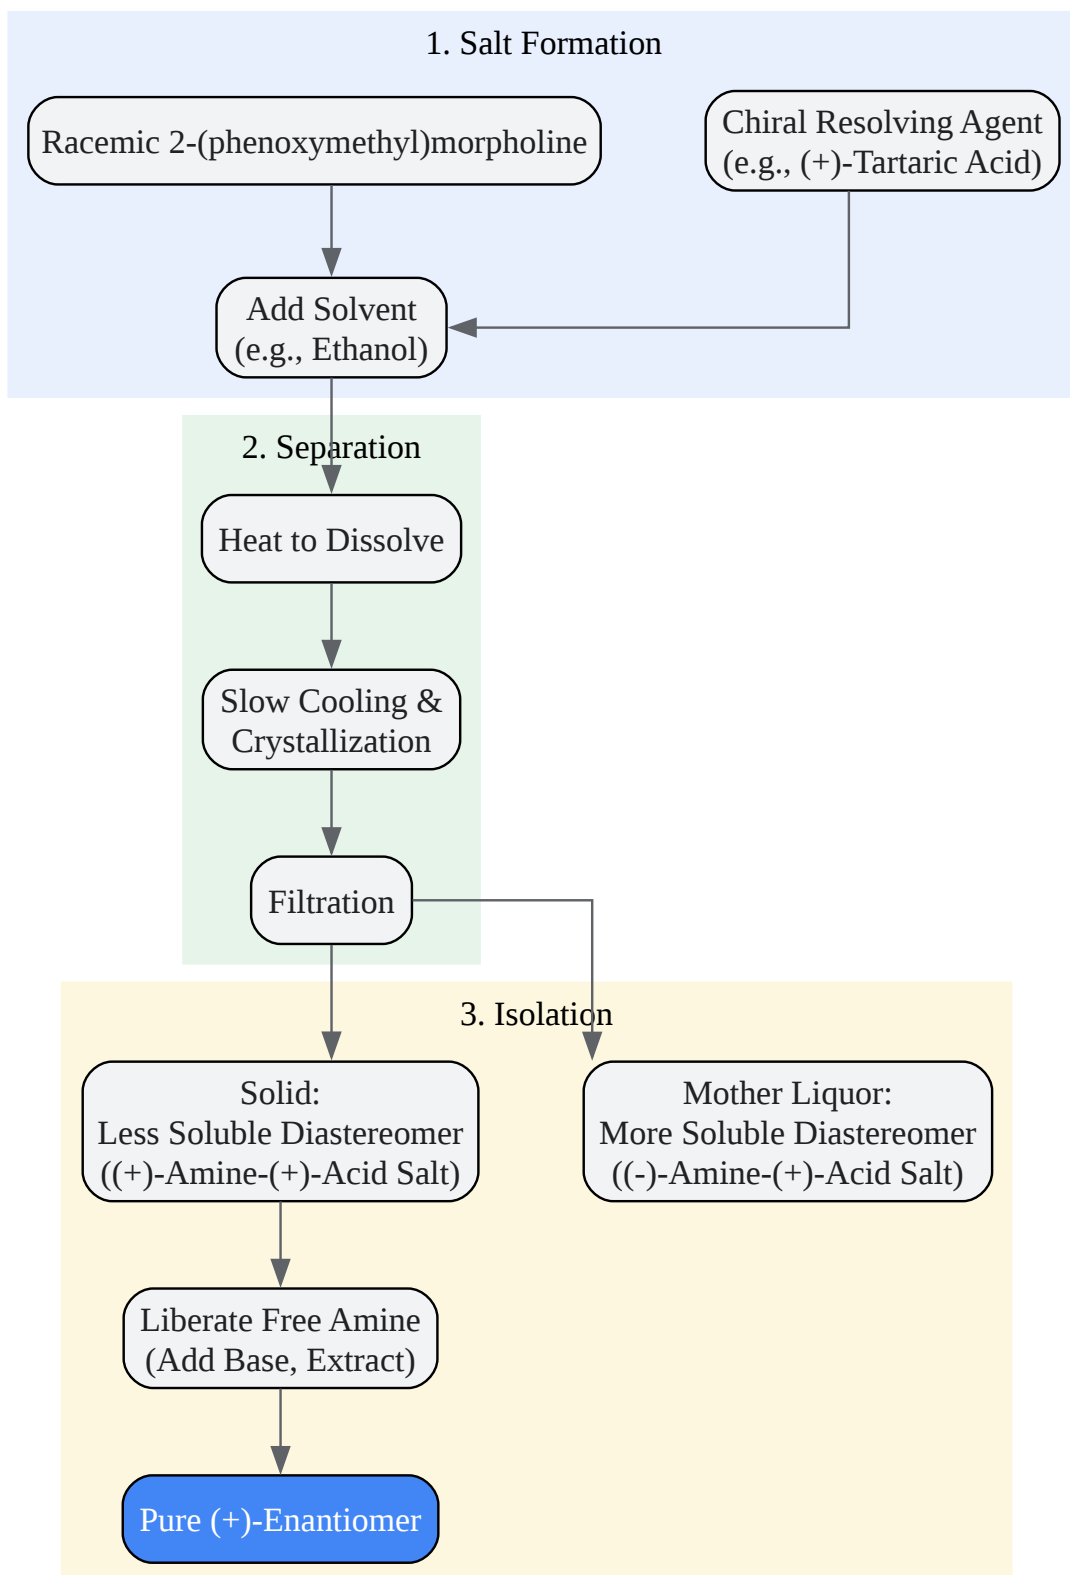 1. Salt Formation
Racemic 2-(phenoxymethyl)morpholine
Chiral Resolving Agent
(e.g., (+)-Tartaric Acid)
Add Solvent
(e.g., Ethanol)
2. Separation
Heat to Dissolve
Slow Cooling &
Crystallization
Filtration
3. Isolation
Solid:
Less Soluble Diastereomer
((+)-Amine-(+)-Acid Salt)
Mother Liquor:
More Soluble Diastereomer
((-)-Amine-(+)-Acid Salt)
Liberate Free Amine
(Add Base, Extract)
Pure (+)-Enantiomer